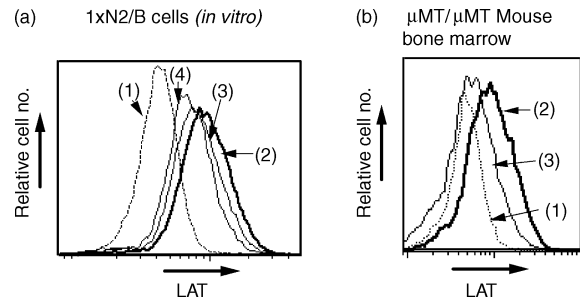 (a) 1xN2/B cells (in vitro)
Relative cell no.
(1)
(4)
(3)
(2)
LAT
(b) μMT/μMT Mouse
bone marrow
Relative cell no.
(2)
(3)
(1)
LAT